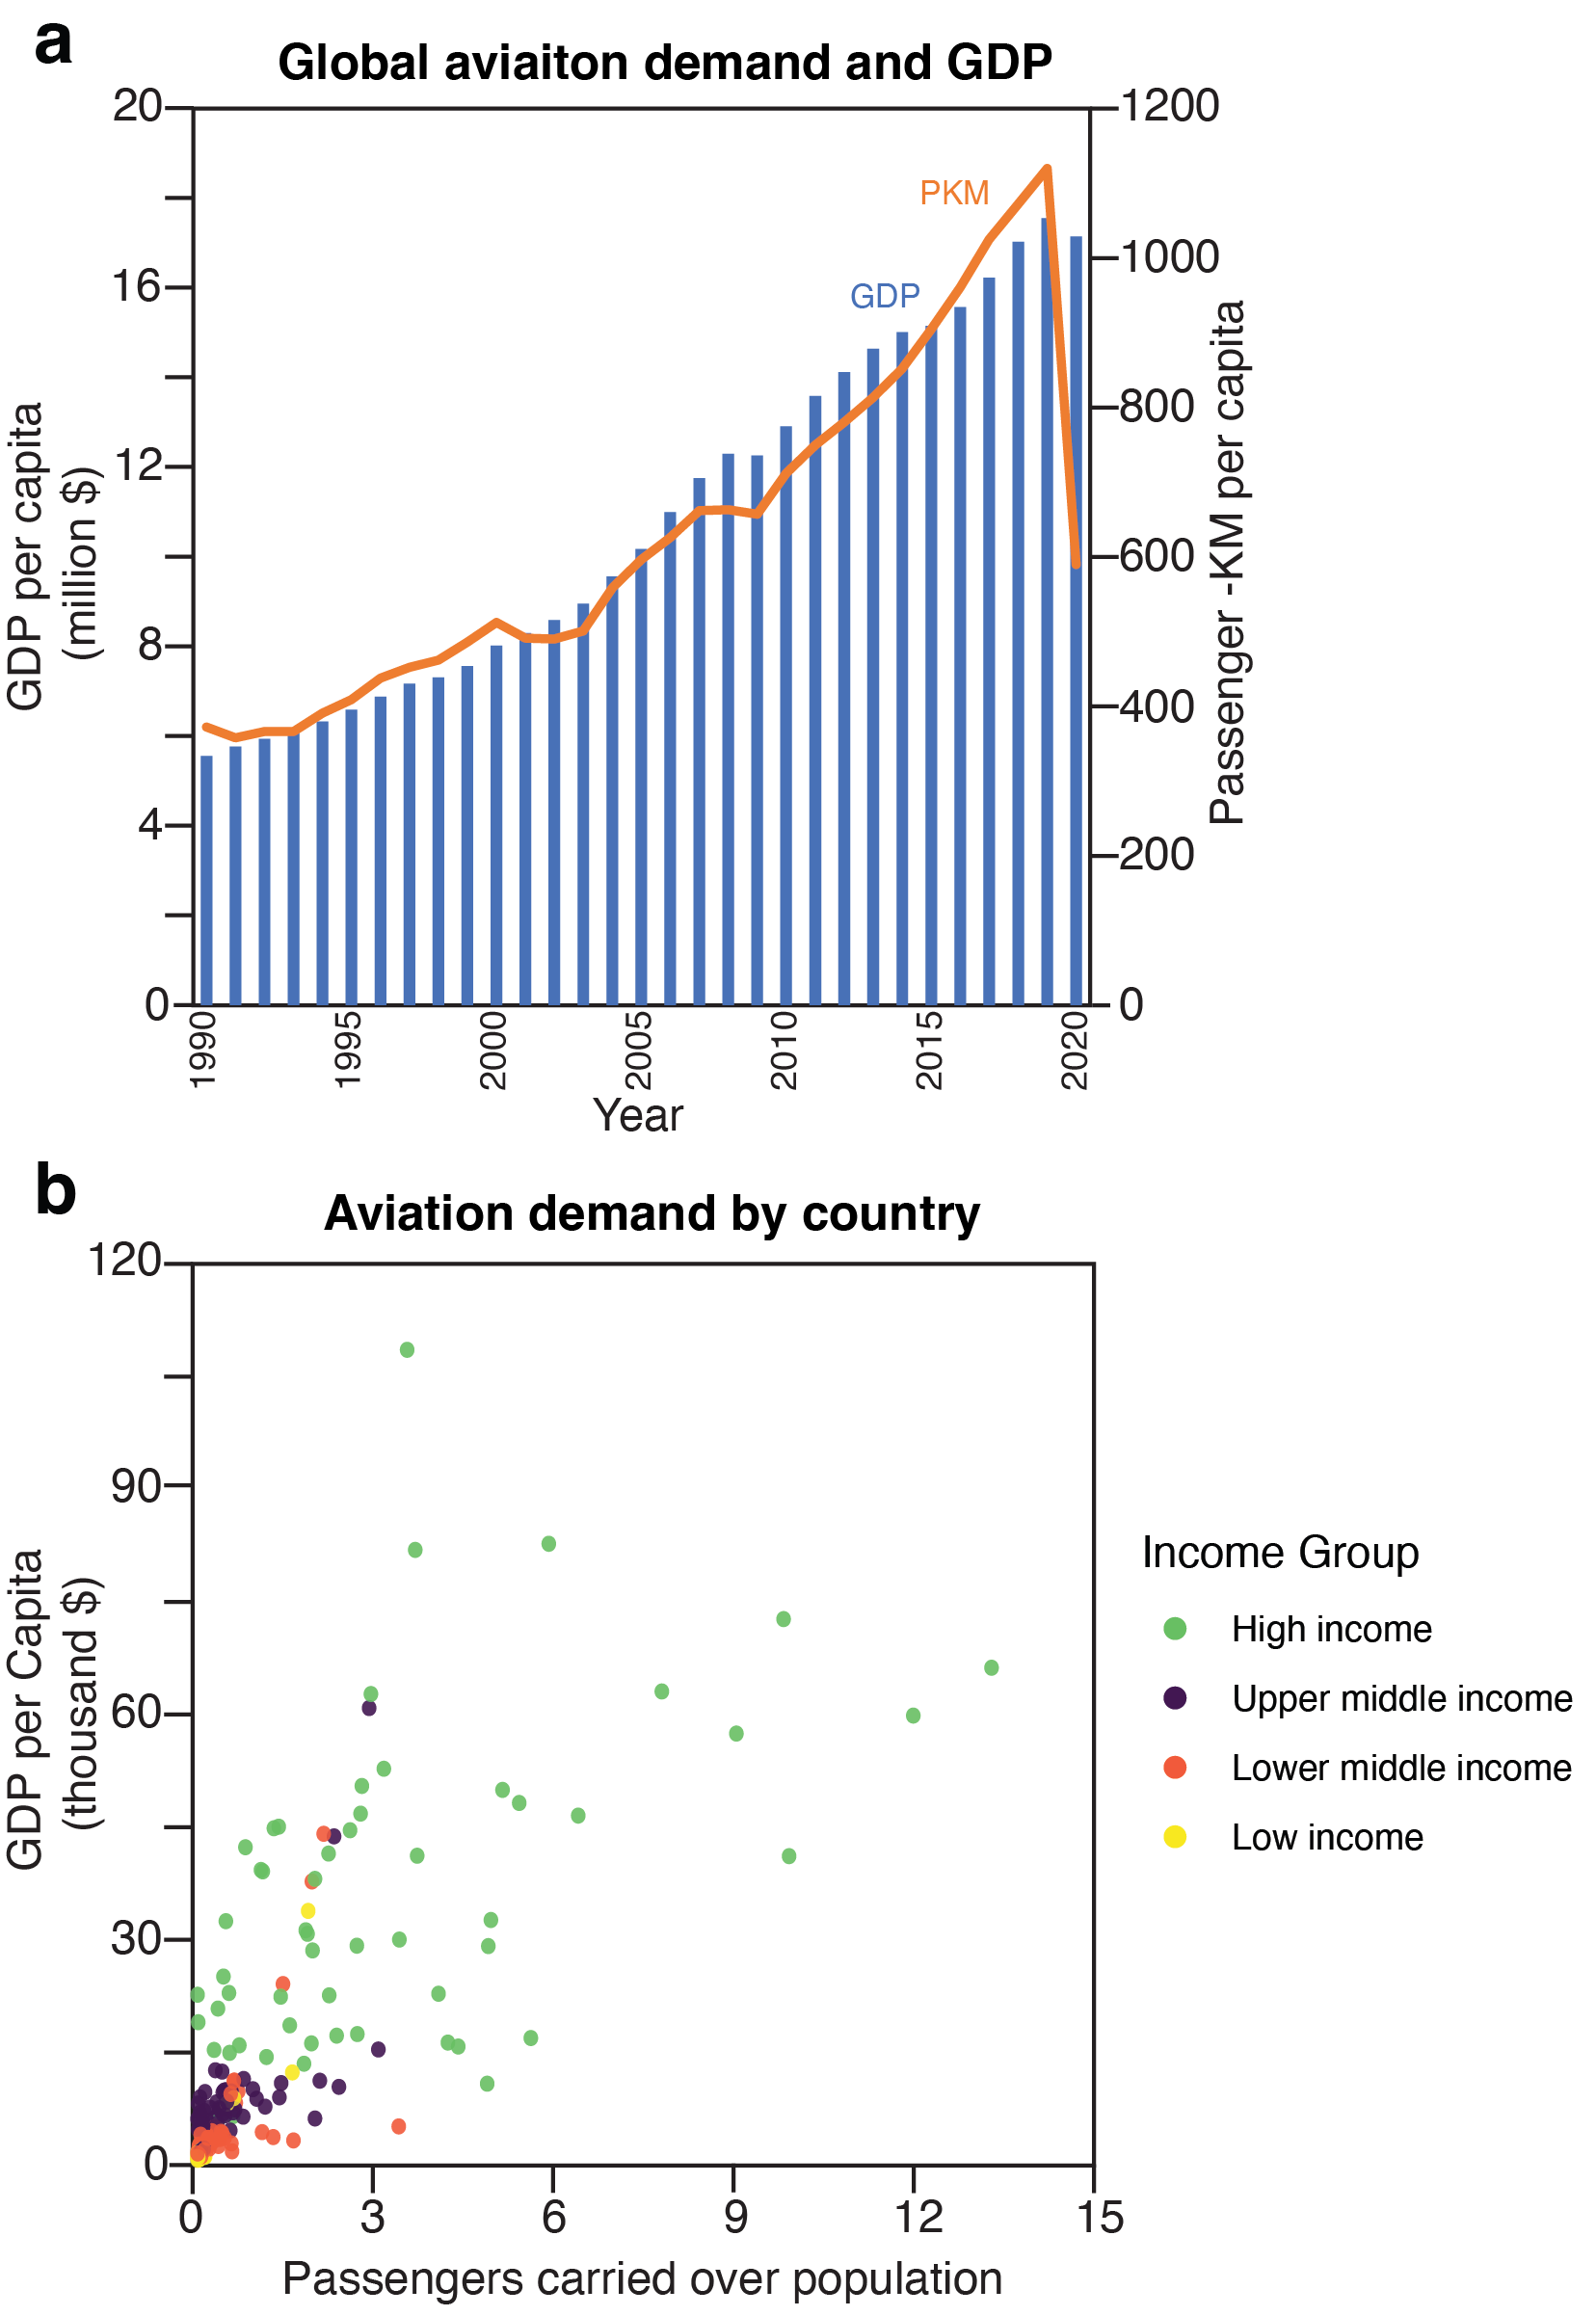 a
Global aviaiton demand and GDP
20
16
12
8
4
0
1200
1000
800
600
400
200
0
PKM
GDP
GDP per capita
(million $)
Passenger -KM per capita
1990
1995
2000
2005
2010
2015
2020
Year
b
Aviation demand by country
120
90
60
30
0
GDP per Capita
(thousand $)
0
3
6
9
12
15
Passengers carried over population
Income Group
High income
Upper middle income
Lower middle income
Low income